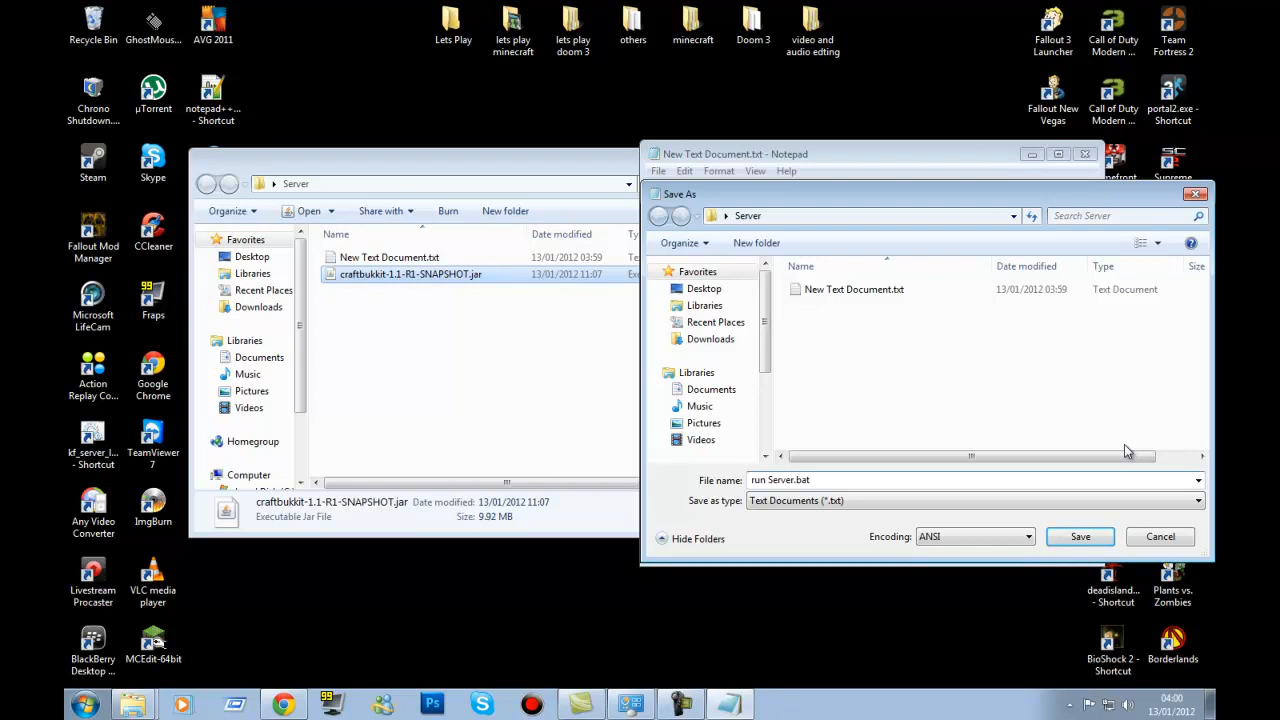 Recycle Bin
GhostMous...
AVG 2011
Lets Play
lets play
minecraft
lets play
doom 3
others
minecraft
Doom 3
video and
audio edting
Fallout 3
Launcher
Call of Duty
Modern ...
Team
Fortress 2
Chrono
Shutdown....
µTorrent
notepad++...
- Shortcut
Fallout New
Vegas
Call of Duty
Modern ...
portal2.exe -
Shortcut
Steam
Skype
Fallout Mod
Manager
CCleaner
Microsoft
LifeCam
Fraps
Action
Replay Co...
Google
Chrome
kf_server_l...
- Shortcut
TeamViewer
7
Any Video
Converter
ImgBurn
Livestream
Procaster
VLC media
player
BlackBerry
Desktop ...
MCEdit-64bit
Server
Organize
Open
Share with
Burn
New folder
Name
Date modified
Favorites
Desktop
Libraries
Recent Places
Downloads
Libraries
Documents
Music
Pictures
Videos
Homegroup
Computer
New Text Document.txt 13/01/2012 03:59
craftbukkit-1.1-R1-SNAPSHOT.jar 13/01/2012 11:07
craftbukkit-1.1-R1-SNAPSHOT.jar Date modified: 13/01/2012 11:07
Executable Jar File Size: 9.92 MB
New Text Document.txt - Notepad
File Edit Format View Help
Save As
Server
Search Server
Organize
New folder
Name
Date modified
Type
Size
Favorites
Desktop
Libraries
Recent Places
Downloads
Libraries
Documents
Music
Pictures
Videos
New Text Document.txt 13/01/2012 03:59 Text Document
File name: run Server.bat
Save as type: Text Documents (*.txt)
Hide Folders
Encoding: ANSI
Save
Cancel
deadisland...
- Shortcut
Plants vs.
Zombies
BioShock 2 -
Shortcut
Borderlands
04:00
13/01/2012